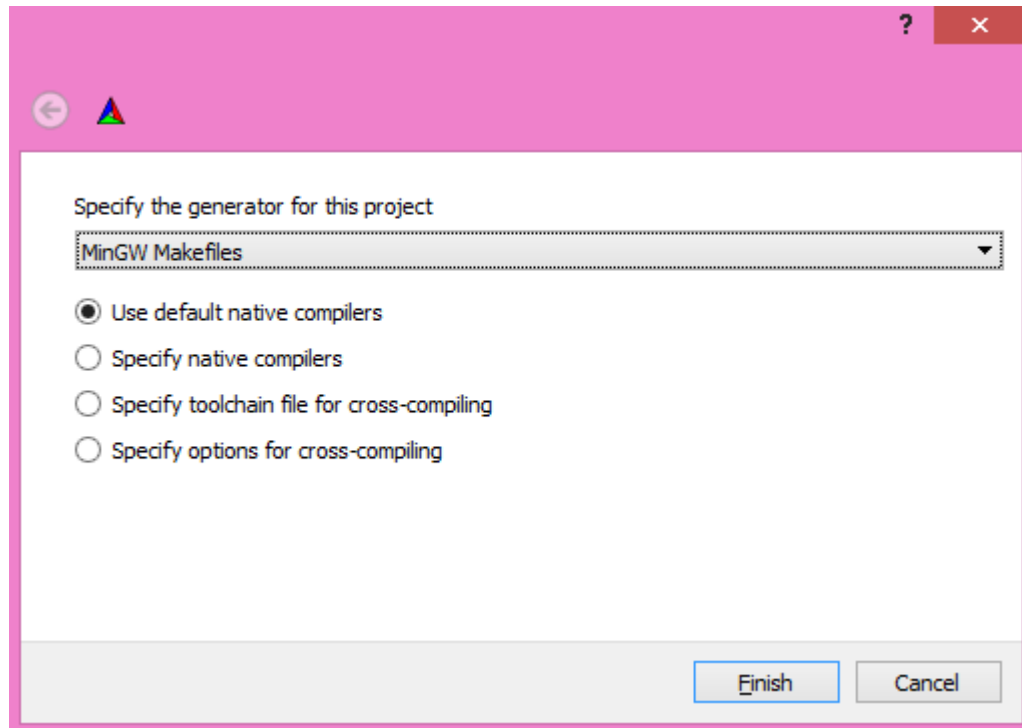 ?
Specify the generator for this project
MinGW Makefiles
Use default native compilers
Specify native compilers
Specify toolchain file for cross-compiling
Specify options for cross-compiling
Finish Cancel